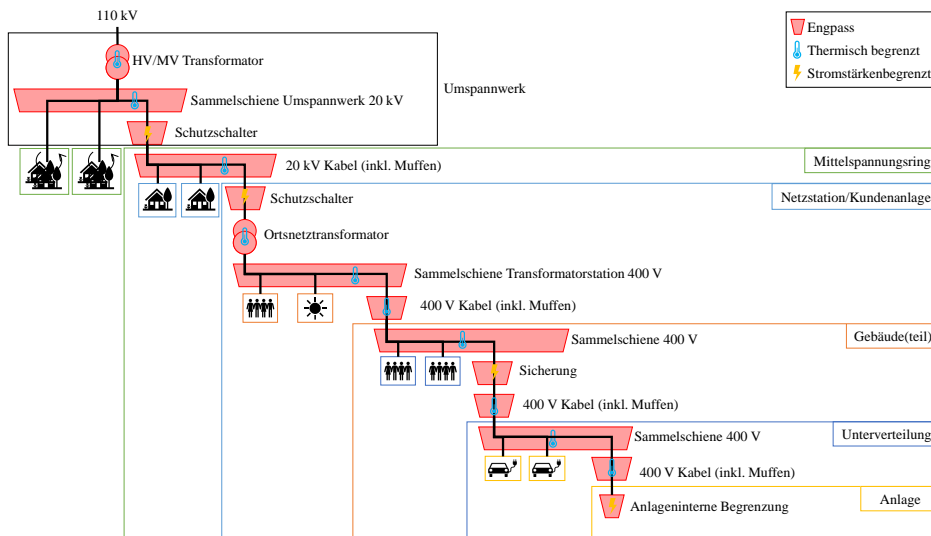 110 kV
Engpass
Thermisch begrenzt
Stromstärkenbegrenzt
HV/MV Transformator
Umspannwerk
Sammelschiene Umspannwerk 20 kV
Schutzschalter
20 kV Kabel (inkl. Muffen)
Mittelspannungsring
Schutzschalter
Netzstation/Kundenanlage
Ortsnetztransformator
Sammelschiene Transformatorstation 400 V
400 V Kabel (inkl. Muffen)
Sammelschiene 400 V
Gebäude(teil)
Sicherung
400 V Kabel (inkl. Muffen)
Sammelschiene 400 V
Unterverteilung
400 V Kabel (inkl. Muffen)
Anlage
Anlageninterne Begrenzung